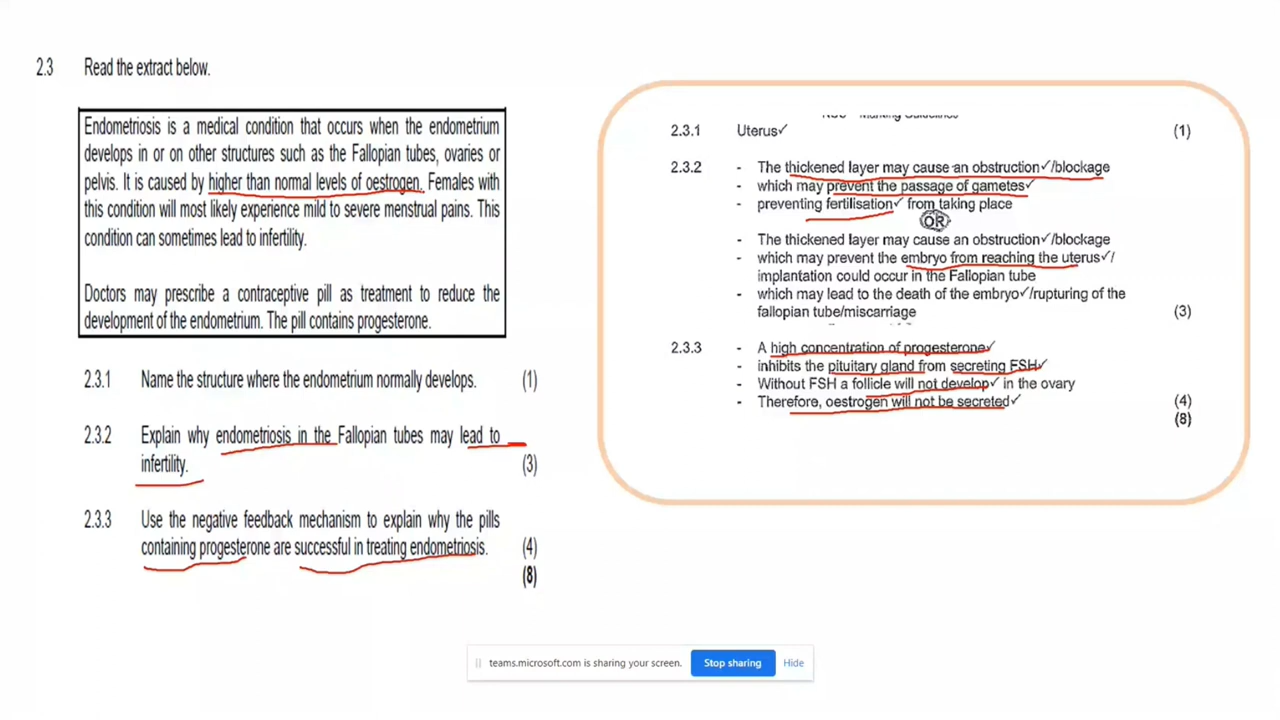 2.3 Read the extract below.
Endometriosis is a medical condition that occurs when the endometrium
develops in or on other structures such as the Fallopian tubes, ovaries or
pelvis. It is caused by higher than normal levels of oestrogen. Females with
this condition will most likely experience mild to severe menstrual pains. This
condition can sometimes lead to infertility.
Doctors may prescribe a contraceptive pill as treatment to reduce the
development of the endometrium. The pill contains progesterone.
2.3.1 Name the structure where the endometrium normally develops. (1)
2.3.2 Explain why endometriosis in the Fallopian tubes may lead to
infertility. (3)
2.3.3 Use the negative feedback mechanism to explain why the pills
containing progesterone are successful in treating endometriosis. (4)
(8)
2.3.1 Uterus✓ (1)
2.3.2 - The thickened layer may cause an obstruction✓/blockage
- which may prevent the passage of gametes✓
- preventing fertilisation✓ from taking place
OR
- The thickened layer may cause an obstruction✓/blockage
- which may prevent the embryo from reaching the uterus✓/
implantation could occur in the Fallopian tube
- which may lead to the death of the embryo✓/rupturing of the
fallopian tube/miscarriage (3)
2.3.3 - A high concentration of progesterone✓
- inhibits the pituitary gland from secreting FSH✓
- Without FSH a follicle will not develop✓ in the ovary
- Therefore, oestrogen will not be secreted✓ (4)
(8)
teams.microsoft.com is sharing your screen. Stop sharing Hide